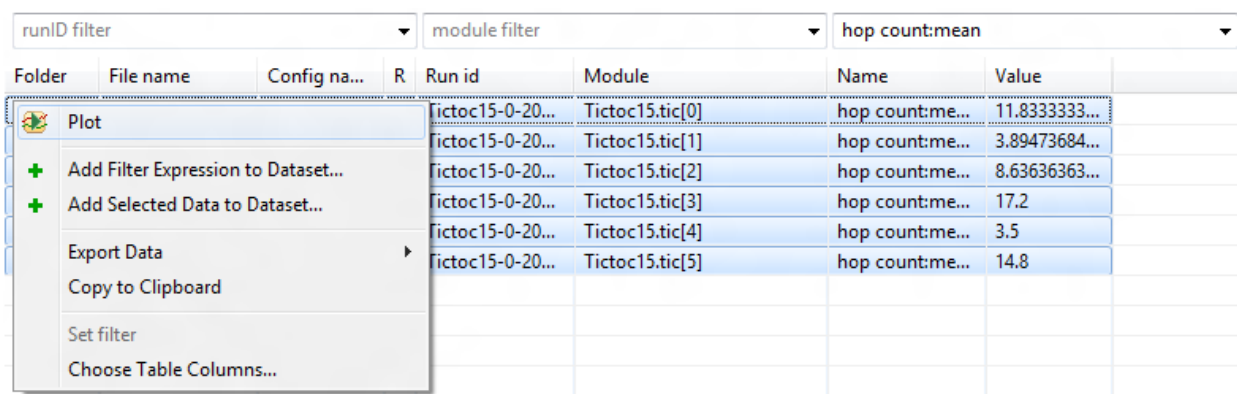 runID filter module filter hop count:mean
Folder File name Config na... R Run id Module Name Value
Tictoc15-0-20... Tictoc15.tic[0] hop count:me... 11.8333333...
Plot
Tictoc15-0-20... Tictoc15.tic[1] hop count:me... 3.89473684...
Add Filter Expression to Dataset... Tictoc15-0-20... Tictoc15.tic[2] hop count:me... 8.63636363...
Add Selected Data to Dataset... Tictoc15-0-20... Tictoc15.tic[3] hop count:me... 17.2
Tictoc15-0-20... Tictoc15.tic[4] hop count:me... 3.5
Export Data Tictoc15-0-20... Tictoc15.tic[5] hop count:me... 14.8
Copy to Clipboard
Set filter
Choose Table Columns...